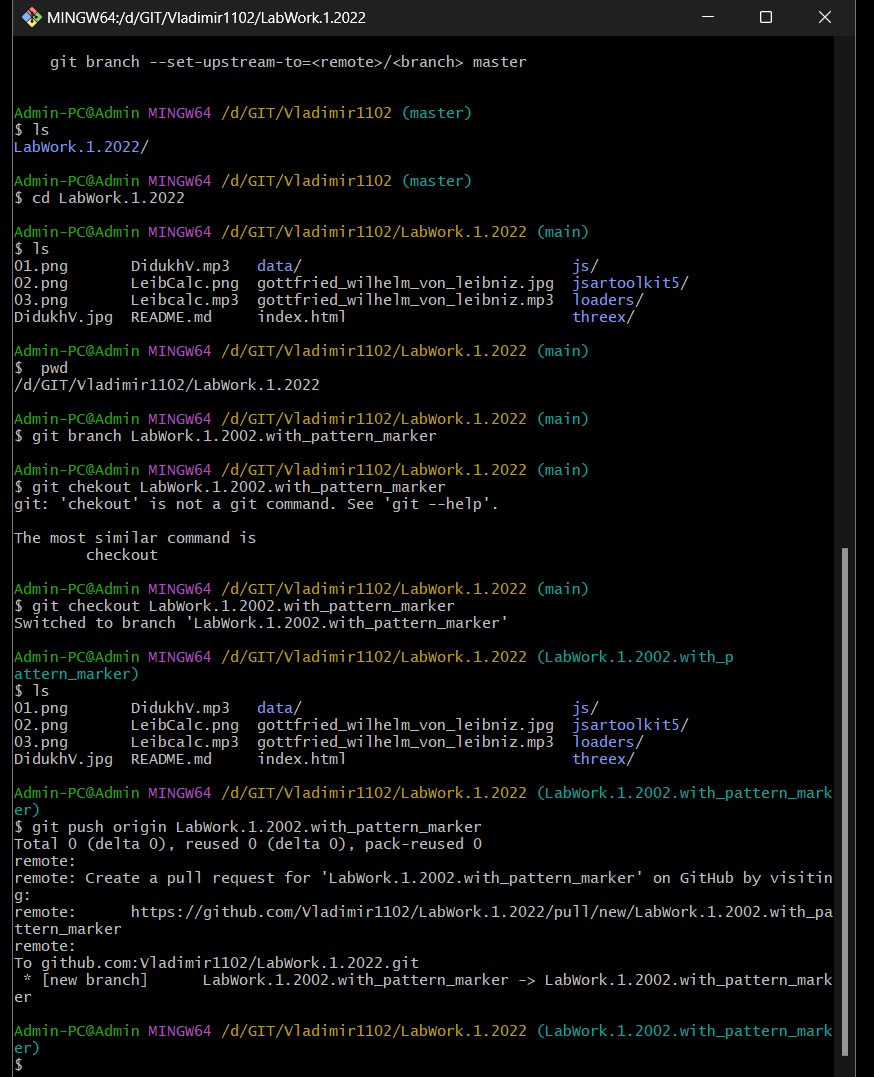 MINGW64:/d/GIT/Vladimir1102/LabWork.1.2022
    git branch --set-upstream-to=<remote>/<branch> master
Admin-PC@Admin MINGW64 /d/GIT/Vladimir1102 (master)
$ ls
LabWork.1.2022/
Admin-PC@Admin MINGW64 /d/GIT/Vladimir1102 (master)
$ cd LabWork.1.2022
Admin-PC@Admin MINGW64 /d/GIT/Vladimir1102/LabWork.1.2022 (main)
$ ls
01.png       DidukhV.mp3   data/                              js/
02.png       LeibCalc.png  gottfried_wilhelm_von_leibniz.jpg  jsartoolkit5/
03.png       Leibcalc.mp3  gottfried_wilhelm_von_leibniz.mp3  loaders/
DidukhV.jpg  README.md     index.html                         threex/
Admin-PC@Admin MINGW64 /d/GIT/Vladimir1102/LabWork.1.2022 (main)
$  pwd
/d/GIT/Vladimir1102/LabWork.1.2022
Admin-PC@Admin MINGW64 /d/GIT/Vladimir1102/LabWork.1.2022 (main)
$ git branch LabWork.1.2002.with_pattern_marker
Admin-PC@Admin MINGW64 /d/GIT/Vladimir1102/LabWork.1.2022 (main)
$ git chekout LabWork.1.2002.with_pattern_marker
git: 'chekout' is not a git command. See 'git --help'.
The most similar command is
        checkout
Admin-PC@Admin MINGW64 /d/GIT/Vladimir1102/LabWork.1.2022 (main)
$ git checkout LabWork.1.2002.with_pattern_marker
Switched to branch 'LabWork.1.2002.with_pattern_marker'
Admin-PC@Admin MINGW64 /d/GIT/Vladimir1102/LabWork.1.2022 (LabWork.1.2002.with_p
attern_marker)
$ ls
01.png       DidukhV.mp3   data/                              js/
02.png       LeibCalc.png  gottfried_wilhelm_von_leibniz.jpg  jsartoolkit5/
03.png       Leibcalc.mp3  gottfried_wilhelm_von_leibniz.mp3  loaders/
DidukhV.jpg  README.md     index.html                         threex/
Admin-PC@Admin MINGW64 /d/GIT/Vladimir1102/LabWork.1.2022 (LabWork.1.2002.with_pattern_mark
er)
$ git push origin LabWork.1.2002.with_pattern_marker
Total 0 (delta 0), reused 0 (delta 0), pack-reused 0
remote:
remote: Create a pull request for 'LabWork.1.2002.with_pattern_marker' on GitHub by visitin
g:
remote:      https://github.com/Vladimir1102/LabWork.1.2022/pull/new/LabWork.1.2002.with_pa
ttern_marker
remote:
To github.com:Vladimir1102/LabWork.1.2022.git
 * [new branch]      LabWork.1.2002.with_pattern_marker -> LabWork.1.2002.with_pattern_mark
er
Admin-PC@Admin MINGW64 /d/GIT/Vladimir1102/LabWork.1.2022 (LabWork.1.2002.with_pattern_mark
er)
$